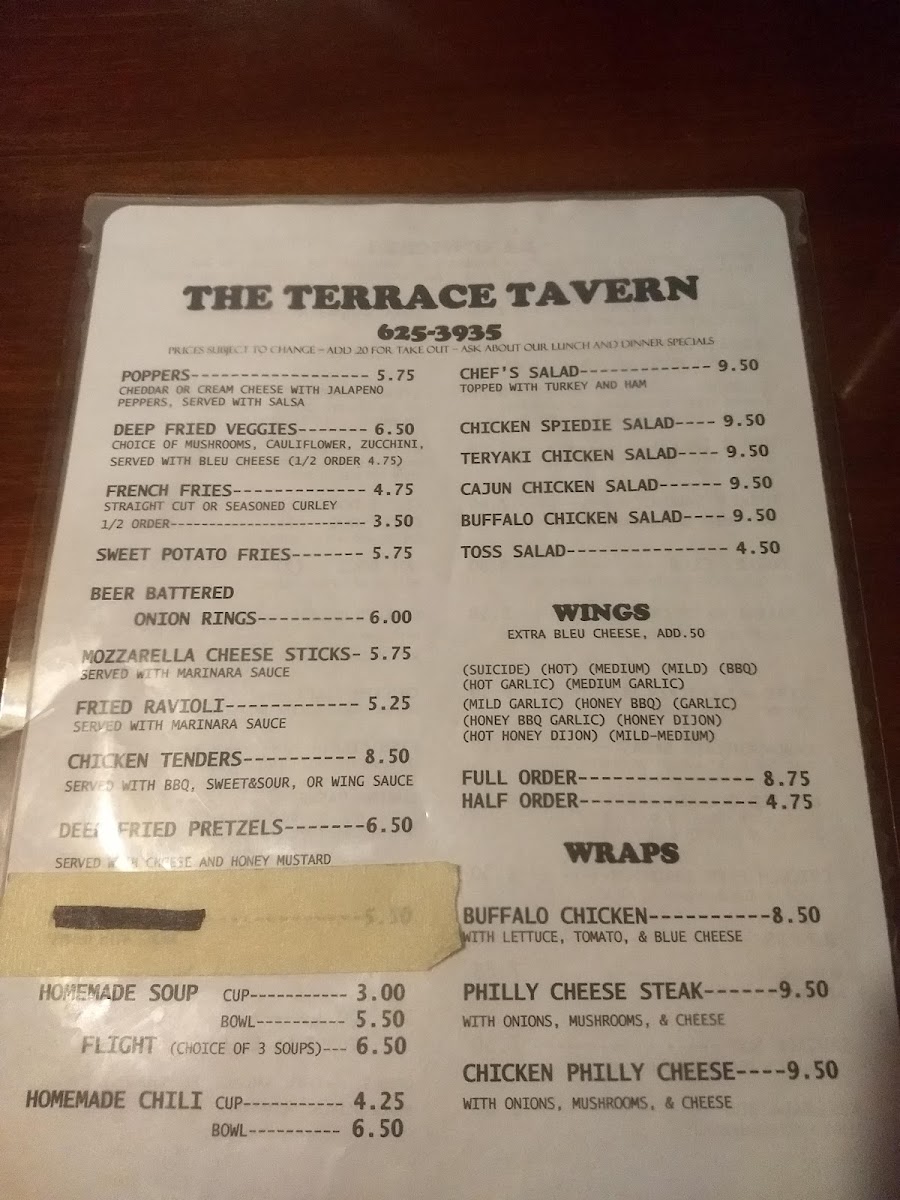 THE TERRACE TAVERN
625-3935
PRICES SUBJECT TO CHANGE - ADD .20 FOR TAKE OUT - ASK ABOUT OUR LUNCH AND DINNER SPECIALS
POPPERS------------------ 5.75
CHEDDAR OR CREAM CHEESE WITH JALAPENO
PEPPERS, SERVED WITH SALSA
DEEP FRIED VEGGIES------- 6.50
CHOICE OF MUSHROOMS, CAULIFLOWER, ZUCCHINI,
SERVED WITH BLEU CHEESE (1/2 ORDER 4.75)
FRENCH FRIES------------- 4.75
STRAIGHT CUT OR SEASONED CURLEY
1/2 ORDER-------------------------- 3.50
SWEET POTATO FRIES------- 5.75
BEER BATTERED
ONION RINGS---------- 6.00
MOZZARELLA CHEESE STICKS- 5.75
SERVED WITH MARINARA SAUCE
FRIED RAVIOLI------------ 5.25
SERVED WITH MARINARA SAUCE
CHICKEN TENDERS---------- 8.50
SERVED WITH BBQ, SWEET&SOUR, OR WING SAUCE
DEEP FRIED PRETZELS-------6.50
SERVED WITH CHEESE AND HONEY MUSTARD
HOMEMADE SOUP CUP----------- 3.00
BOWL---------- 5.50
FLIGHT (CHOICE OF 3 SOUPS)--- 6.50
HOMEMADE CHILI CUP----------- 4.25
BOWL---------- 6.50
CHEF'S SALAD------------- 9.50
TOPPED WITH TURKEY AND HAM
CHICKEN SPIEDIE SALAD---- 9.50
TERYAKI CHICKEN SALAD---- 9.50
CAJUN CHICKEN SALAD------ 9.50
BUFFALO CHICKEN SALAD---- 9.50
TOSS SALAD--------------- 4.50
WINGS
EXTRA BLEU CHEESE, ADD.50
(SUICIDE) (HOT) (MEDIUM) (MILD) (BBQ)
(HOT GARLIC) (MEDIUM GARLIC)
(MILD GARLIC) (HONEY BBQ) (GARLIC)
(HONEY BBQ GARLIC) (HONEY DIJON)
(HOT HONEY DIJON) (MILD-MEDIUM)
FULL ORDER---------------- 8.75
HALF ORDER---------------- 4.75
WRAPS
BUFFALO CHICKEN----------8.50
WITH LETTUCE, TOMATO, & BLUE CHEESE
PHILLY CHEESE STEAK------9.50
WITH ONIONS, MUSHROOMS, & CHEESE
CHICKEN PHILLY CHEESE----9.50
WITH ONIONS, MUSHROOMS, & CHEESE